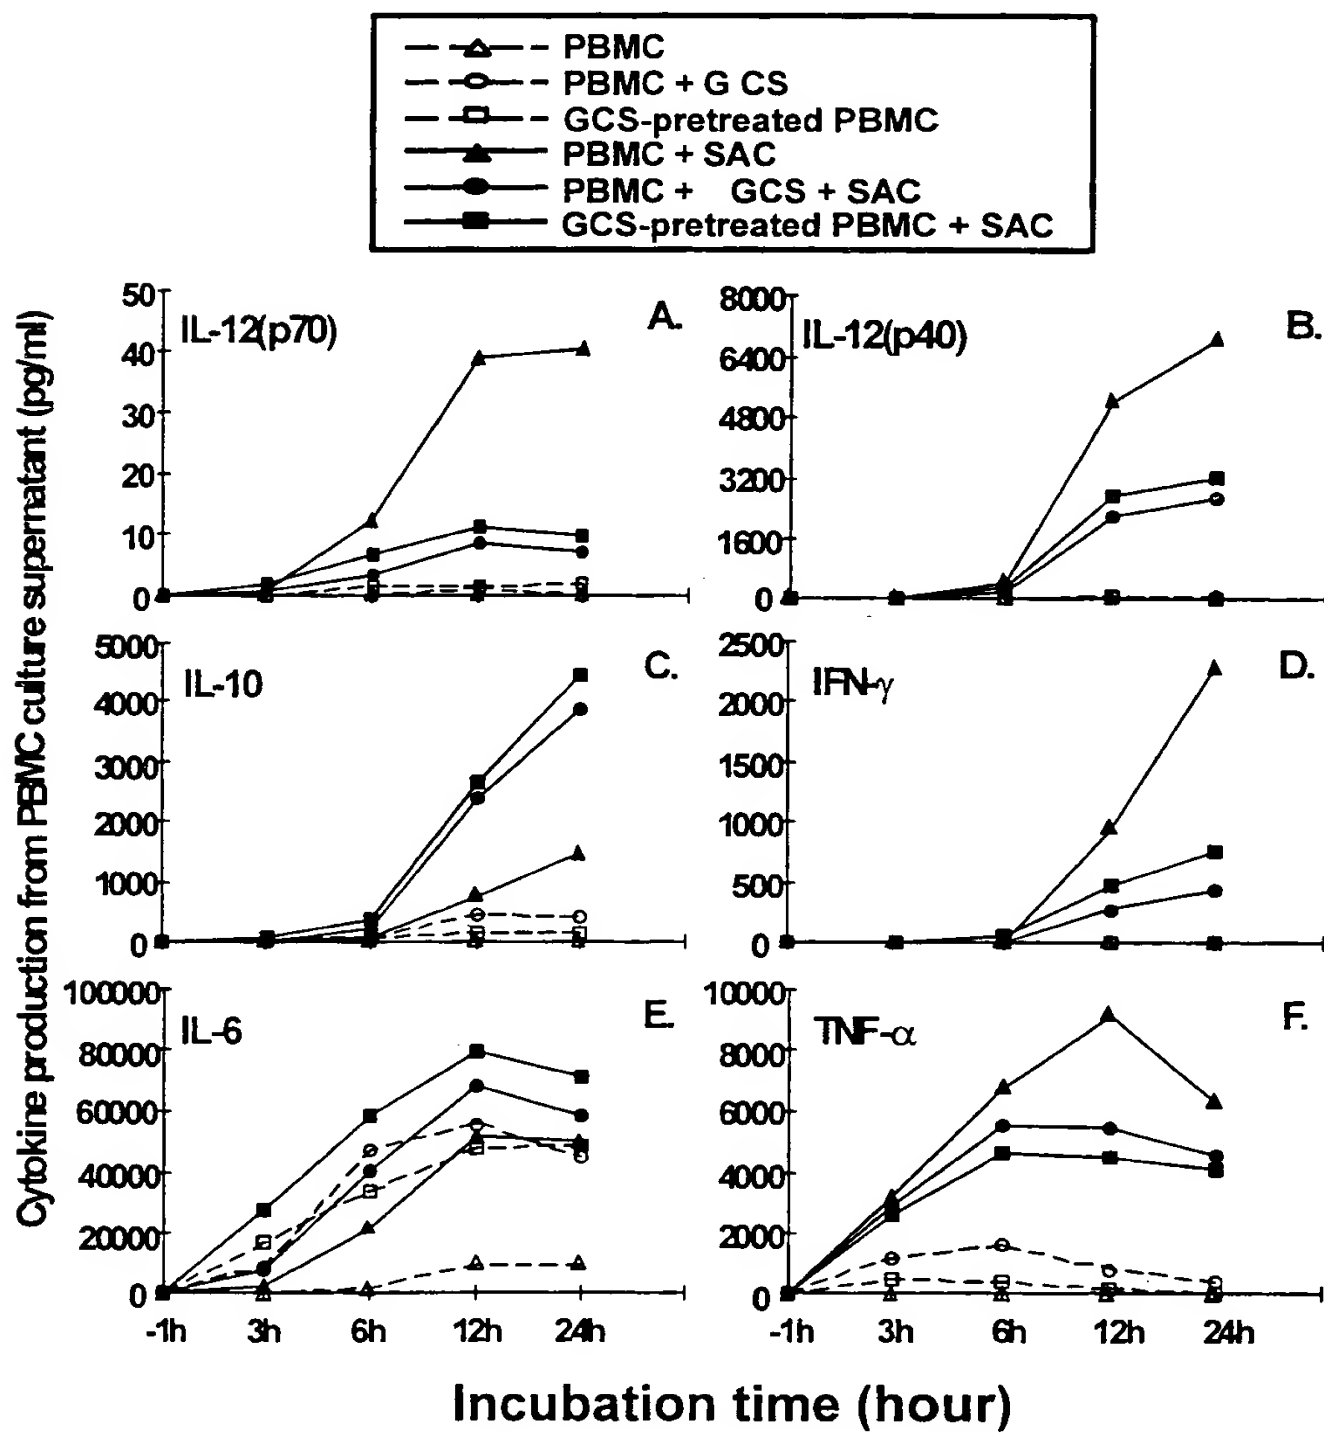 PBMC
PBMC + G CS
GCS-pretreated PBMC
PBMC + SAC
PBMC + GCS + SAC
GCS-pretreated PBMC + SAC
Cytokine production from PBMC culture supernatant (pg/ml)
50
40
30
20
10
0
IL-12(p70)
A.
8000
6400
4800
3200
1600
0
IL-12(p40)
B.
5000
4000
3000
2000
1000
0
IL-10
C.
2500
2000
1500
1000
500
0
IFN-γ
D.
100000
80000
60000
40000
20000
0
IL-6
E.
-1h 3h 6h 12h 24h
10000
8000
6000
4000
2000
0
TNF-α
F.
-1h 3h 6h 12h 24h
Incubation time (hour)